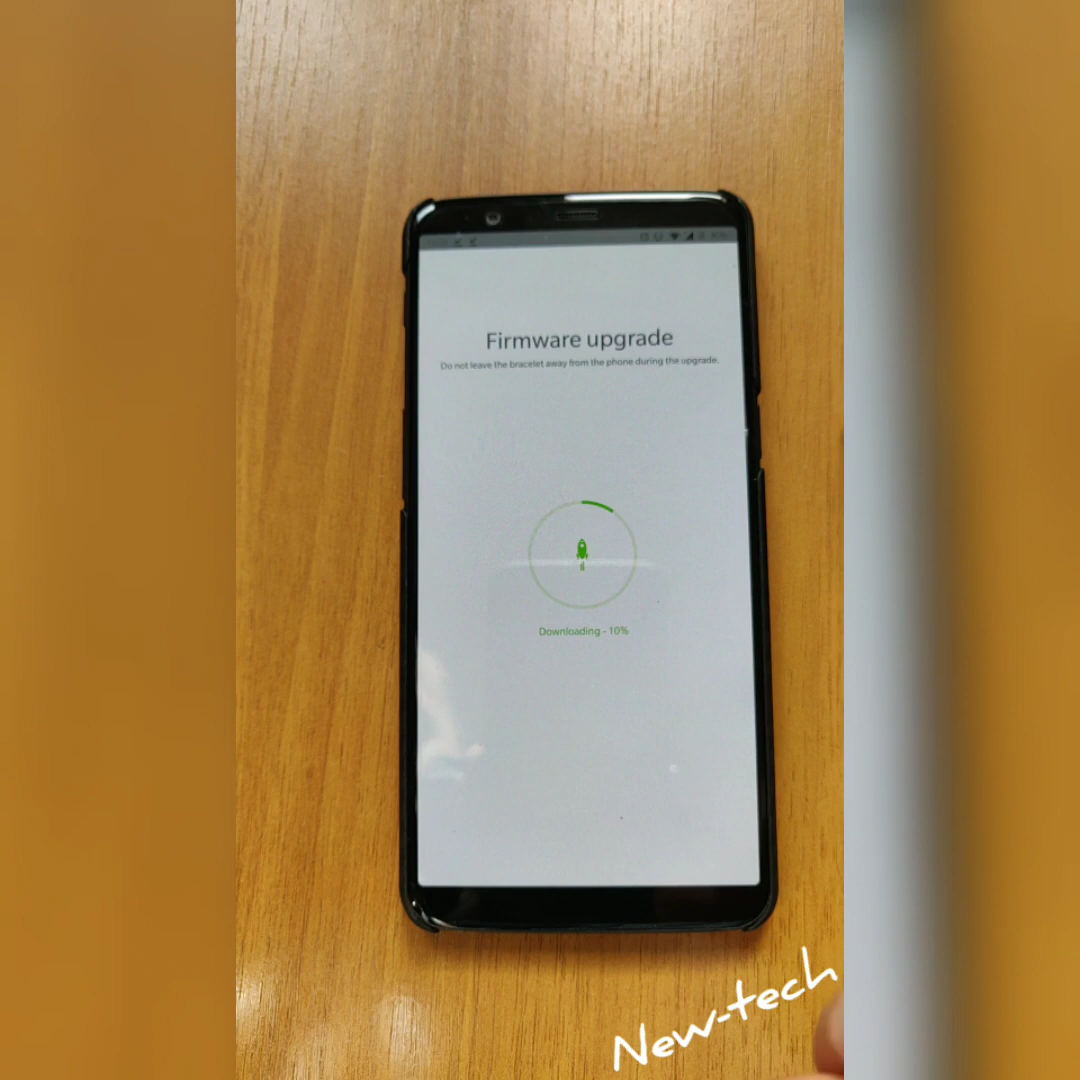 Firmware upgrade
Do not leave the bracelet away from the phone during the upgrade.
Downloading - 10%
New-tech